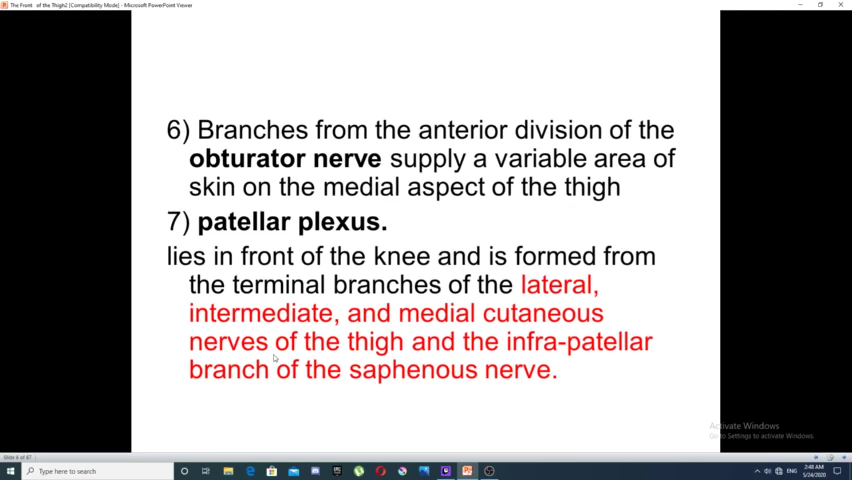 The Front of the Thigh2 [Compatibility Mode] - Microsoft PowerPoint Viewer
6) Branches from the anterior division of the
obturator nerve supply a variable area of
skin on the medial aspect of the thigh
7) patellar plexus.
lies in front of the knee and is formed from
the terminal branches of the lateral,
intermediate, and medial cutaneous
nerves of the thigh and the infra-patellar
branch of the saphenous nerve.
Activate Windows
Go to Settings to activate Windows.
Slide 6 of 87
Type here to search
ENG
2:48 AM
5/24/2020